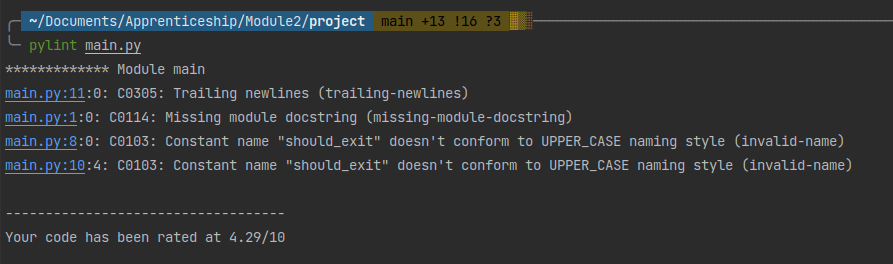 ~/Documents/Apprenticeship/Module2/project main +13 !16 ?3
pylint main.py
************* Module main
main.py:11:0: C0305: Trailing newlines (trailing-newlines)
main.py:1:0: C0114: Missing module docstring (missing-module-docstring)
main.py:8:0: C0103: Constant name "should_exit" doesn't conform to UPPER_CASE naming style (invalid-name)
main.py:10:4: C0103: Constant name "should_exit" doesn't conform to UPPER_CASE naming style (invalid-name)
-----------------------------------
Your code has been rated at 4.29/10